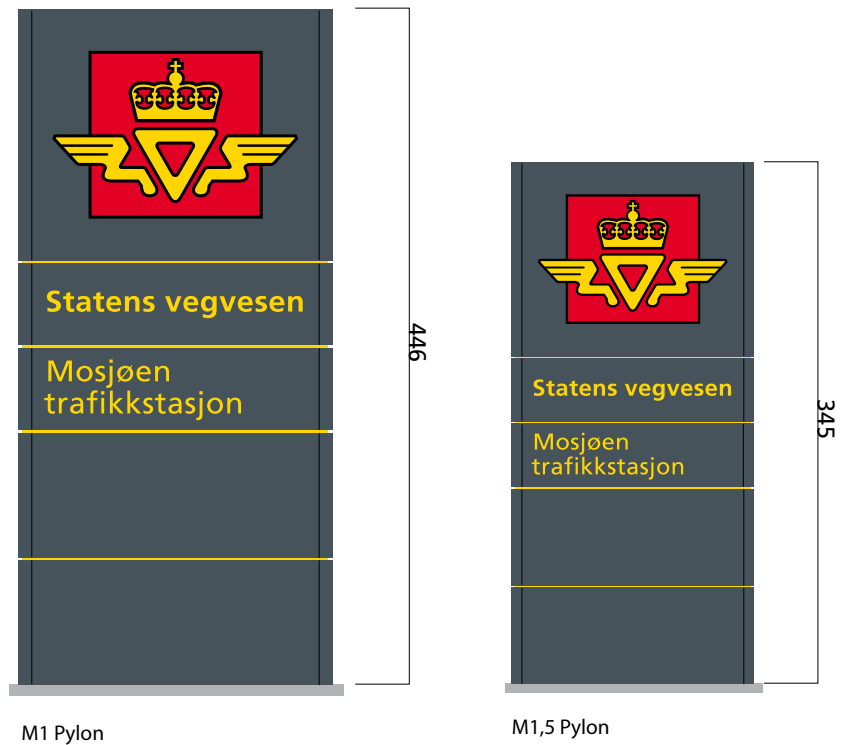 Statens vegvesen
Mosjøen
trafikkstasjon
446
M1 Pylon
Statens vegvesen
Mosjøen
trafikkstasjon
345
M1,5 Pylon